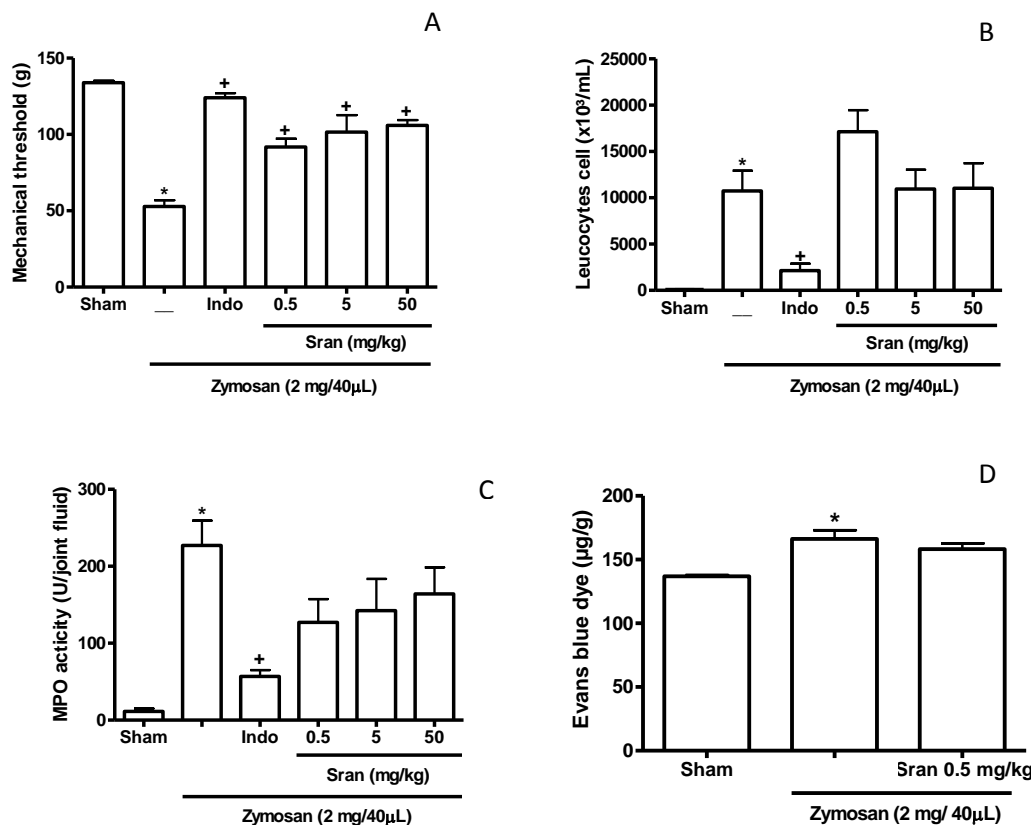 A
Mechanical threshold (g)
150
100
50
0
*
+
+
+
+
Sham __ Indo 0.5 5 50
Sran (mg/kg)
Zymosan (2 mg/40µL)
B
Leucocytes cell (x10³/mL)
25000
20000
15000
10000
5000
0
*
+
Sham __ Indo 0.5 5 50
Sran (mg/kg)
Zymosan (2 mg/40µL)
C
MPO acticity (U/joint fluid)
300
200
100
0
*
+
Sham Indo 0.5 5 50
Sran (mg/kg)
Zymosan (2 mg/40µL)
D
Evans blue dye (µg/g)
200
150
100
50
0
*
Sham Sran 0.5 mg/kg
Zymosan (2 mg/ 40µL)